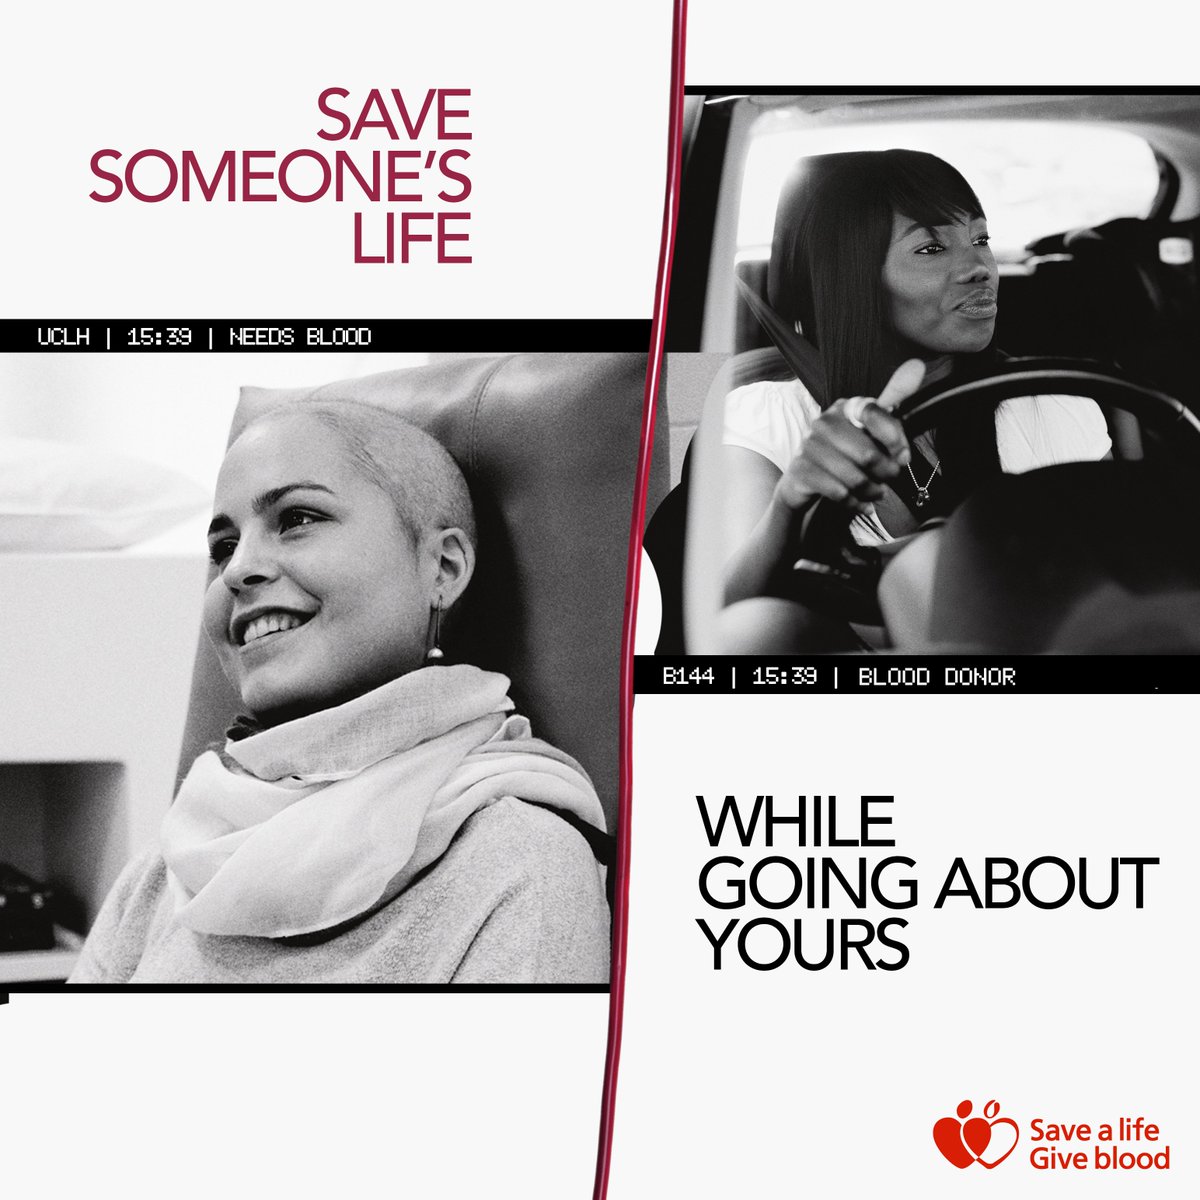 SAVE
SOMEONE'S
LIFE
UCLH | 15:39 | NEEDS BLOOD
B144 | 15:39 | BLOOD DONOR
WHILE
GOING ABOUT
YOURS
Save a life
Give blood